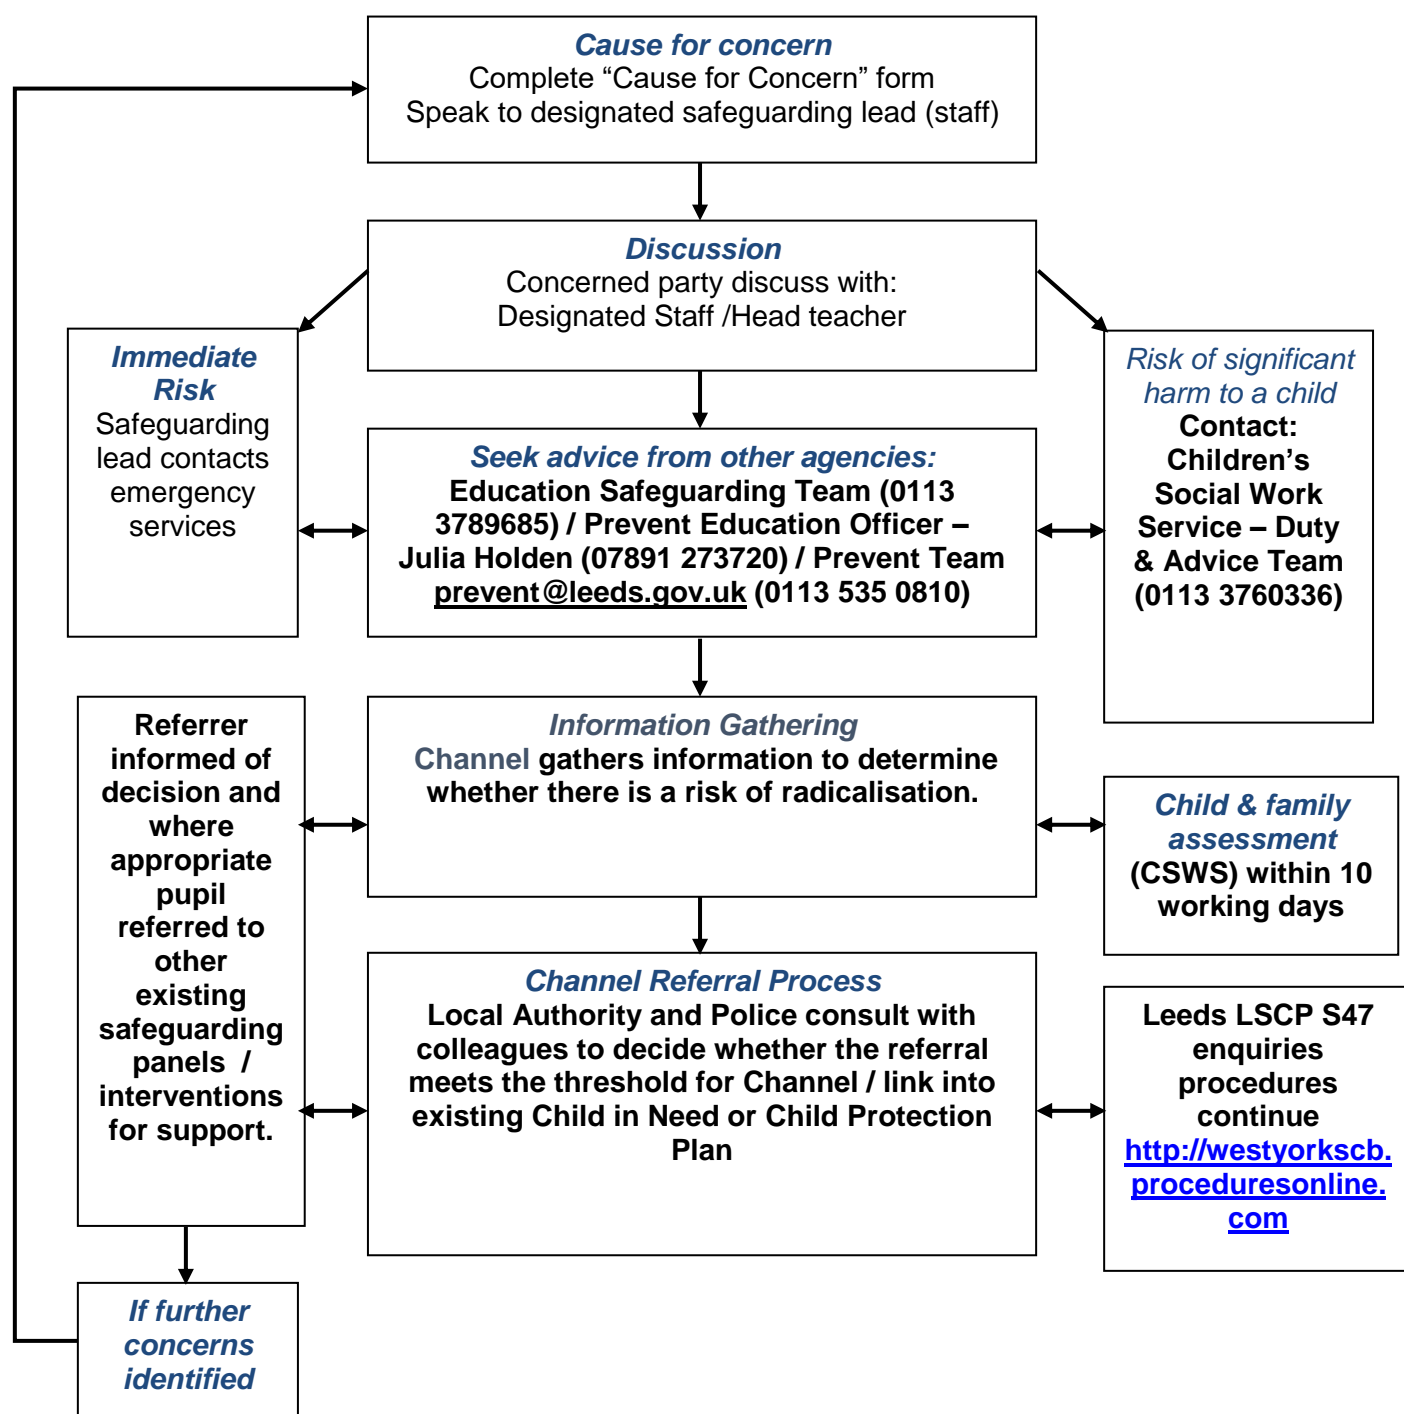 Cause for concern
Complete “Cause for Concern” form
Speak to designated safeguarding lead (staff)
Discussion
Concerned party discuss with:
Designated Staff /Head teacher
Immediate
Risk
Safeguarding
lead contacts
emergency
services
Seek advice from other agencies:
Education Safeguarding Team (0113
3789685) / Prevent Education Officer –
Julia Holden (07891 273720) / Prevent Team
prevent@leeds.gov.uk (0113 535 0810)
Risk of significant
harm to a child
Contact:
Children’s
Social Work
Service – Duty
& Advice Team
(0113 3760336)
Referrer
informed of
decision and
where
appropriate
pupil
referred to
other
existing
safeguarding
panels /
interventions
for support.
Information Gathering
Channel gathers information to determine
whether there is a risk of radicalisation.
Child & family
assessment
(CSWS) within 10
working days
Channel Referral Process
Local Authority and Police consult with
colleagues to decide whether the referral
meets the threshold for Channel / link into
existing Child in Need or Child Protection
Plan
Leeds LSCP S47
enquiries
procedures
continue
http://westyorkscb.
proceduresonline.
com
If further
concerns
identified